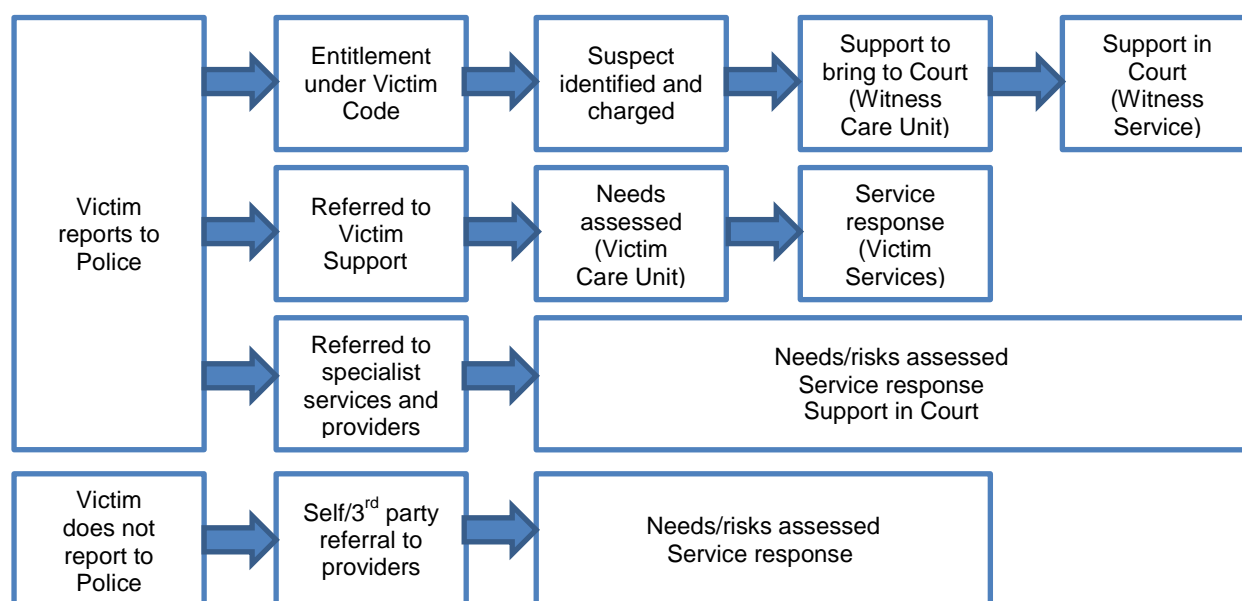 Entitlement
under Victim
Code
Suspect
identified and
charged
Support to
bring to Court
(Witness
Care Unit)
Support in
Court
(Witness
Service)
Victim
reports to
Police
Referred to
Victim
Support
Needs
assessed
(Victim
Care Unit)
Service
response
(Victim
Services)
Referred to
specialist
services and
providers
Needs/risks assessed
Service response
Support in Court
Victim
does not
report to
Police
Self/3rd party
referral to
providers
Needs/risks assessed
Service response